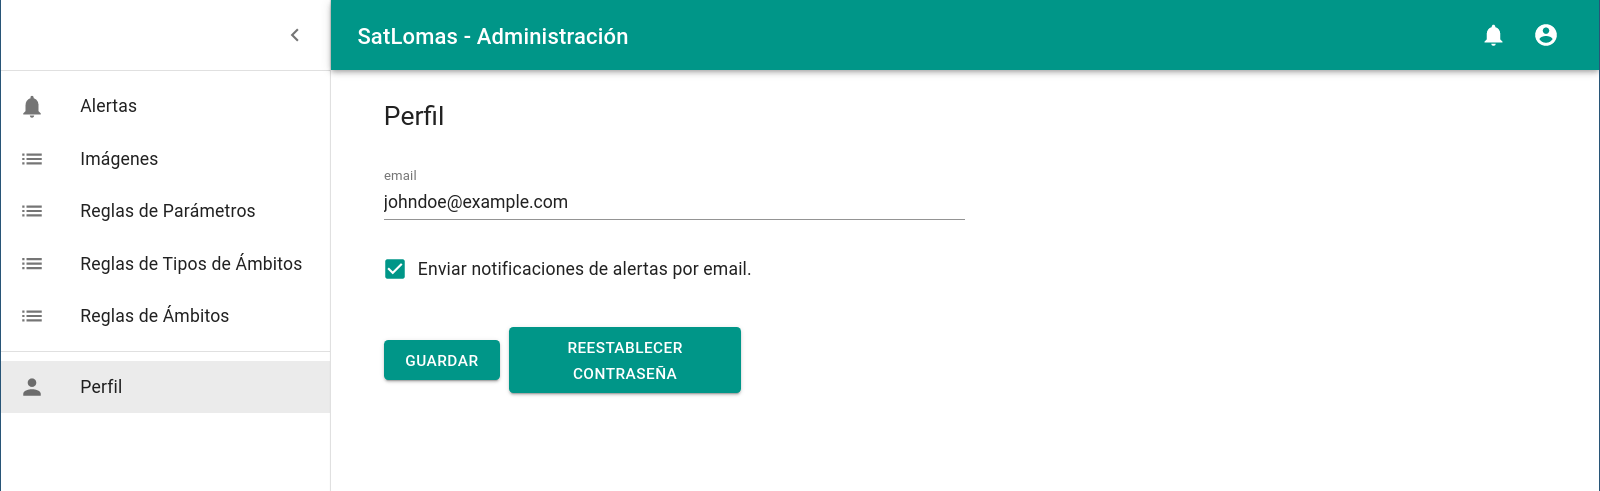 SatLomas - Administración
Alertas
Imágenes
Reglas de Parámetros
Reglas de Tipos de Ámbitos
Reglas de Ámbitos
Perfil
Perfil
email
johndoe@example.com
Enviar notificaciones de alertas por email.
GUARDAR
REESTABLECER
CONTRASEÑA